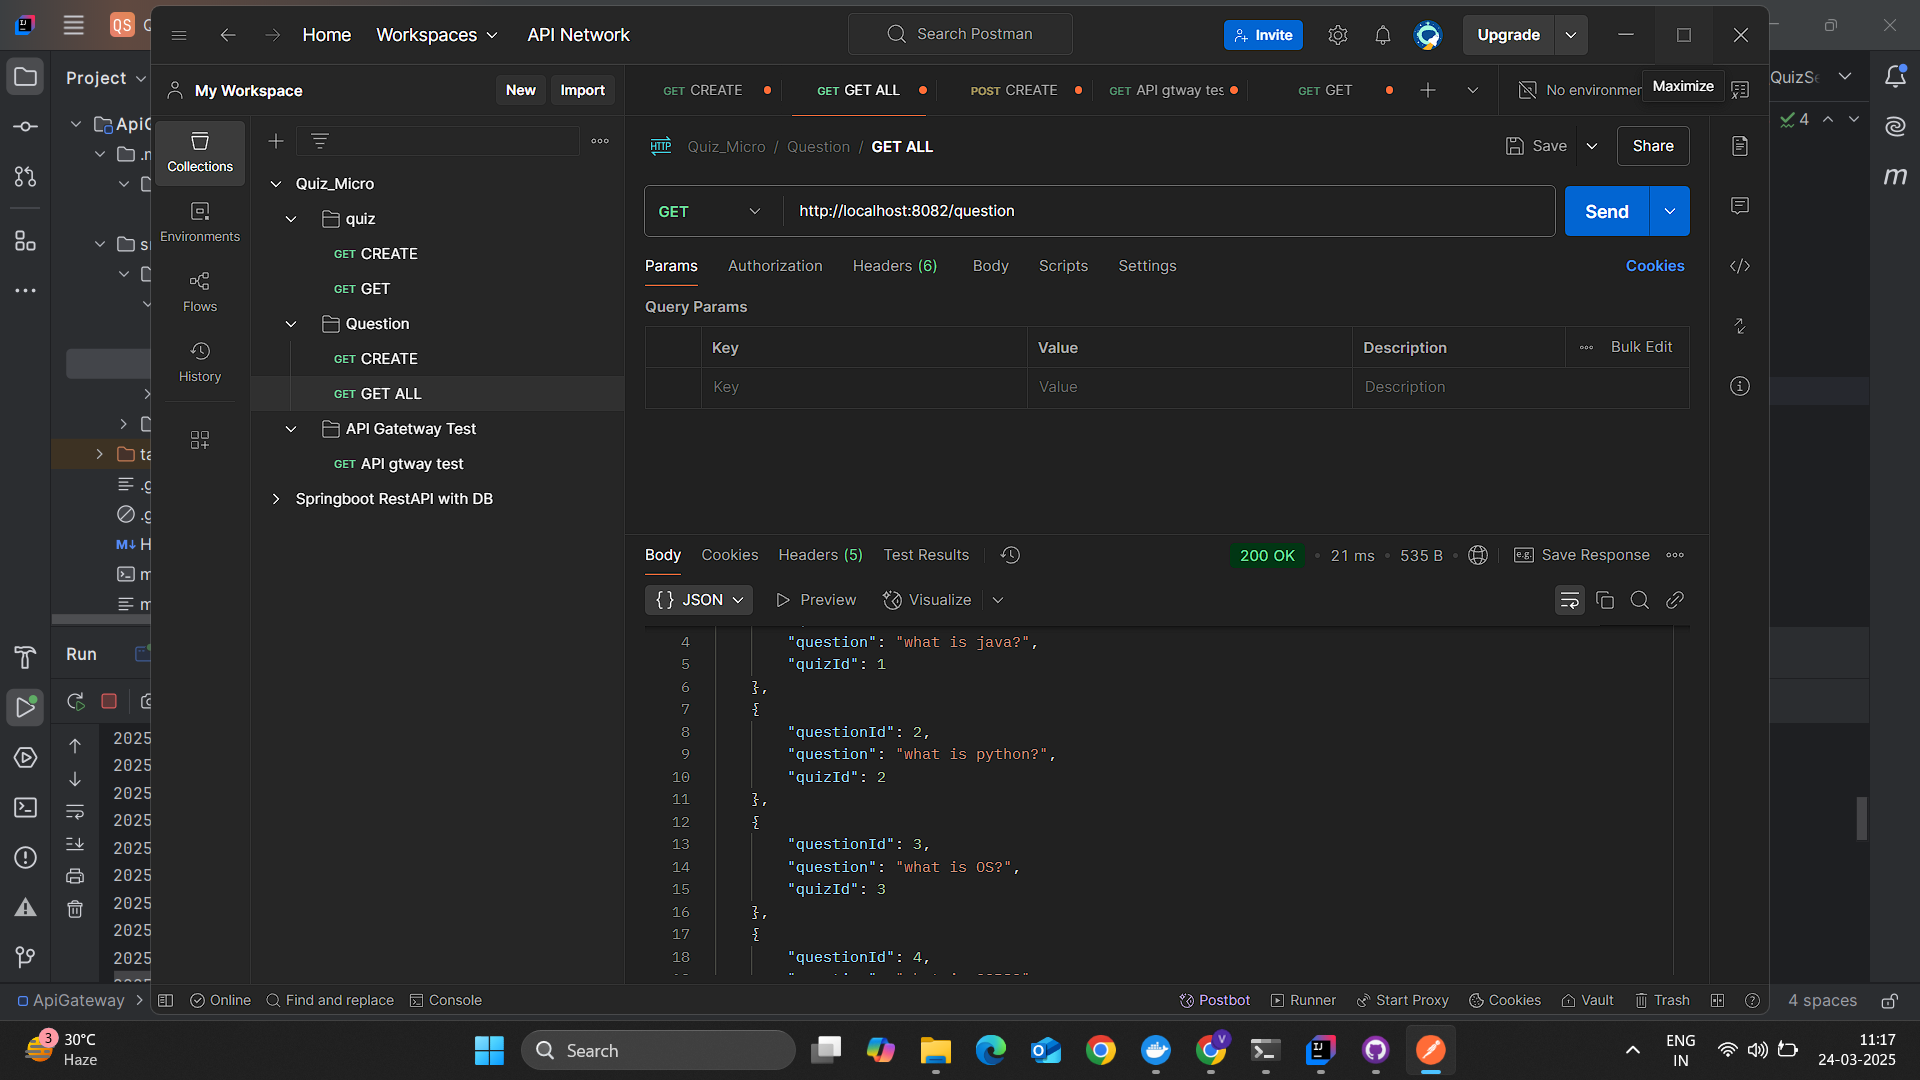 QS
Home
Workspaces
API Network
Search Postman
Invite
Upgrade
Project
My Workspace
New
Import
GET CREATE
GET GET ALL
POST CREATE
GET API gtway tes
GET GET
No environmen
Maximize
4
Collections
Environments
Flows
History
Quiz_Micro
quiz
GET CREATE
GET GET
Question
GET CREATE
GET GET ALL
API Gatetway Test
GET API gtway test
Springboot RestAPI with DB
HTTP
Quiz_Micro / Question / GET ALL
Save
Share
GET
http://localhost:8082/question
Send
Params
Authorization
Headers (6)
Body
Scripts
Settings
Cookies
Query Params
Key
Value
Description
Bulk Edit
Key
Value
Description
Body
Cookies
Headers (5)
Test Results
200 OK
21 ms
535 B
e.g.
Save Response
{} JSON
Preview
Visualize
4 "question": "what is java?",
5 "quizId": 1
6 },
7 {
8 "questionId": 2,
9 "question": "what is python?",
10 "quizId": 2
11 },
12 {
13 "questionId": 3,
14 "question": "what is OS?",
15 "quizId": 3
16 },
17 {
18 "questionId": 4,
Run
2025
2025
2025
2025
2025
2025
2025
2025
2025
ApiGateway
Online
Find and replace
Console
Postbot
Runner
Start Proxy
Cookies
Vault
Trash
4 spaces
3
30°C
Haze
Search
V
ENG
IN
11:17
24-03-2025